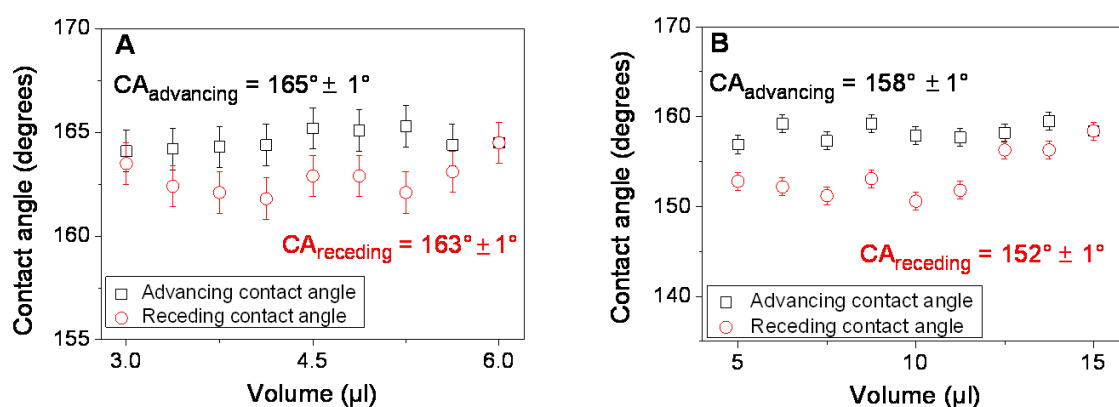 A
CAadvancing = 165° ± 1°
CAreceding = 163° ± 1°
Advancing contact angle
Receding contact angle
170
165
160
155
3.0 4.5 6.0
Contact angle (degrees)
Volume (µl)
B
CAadvancing = 158° ± 1°
CAreceding = 152° ± 1°
Advancing contact angle
Receding contact angle
170
160
150
140
5 10 15
Contact angle (degrees)
Volume (µl)